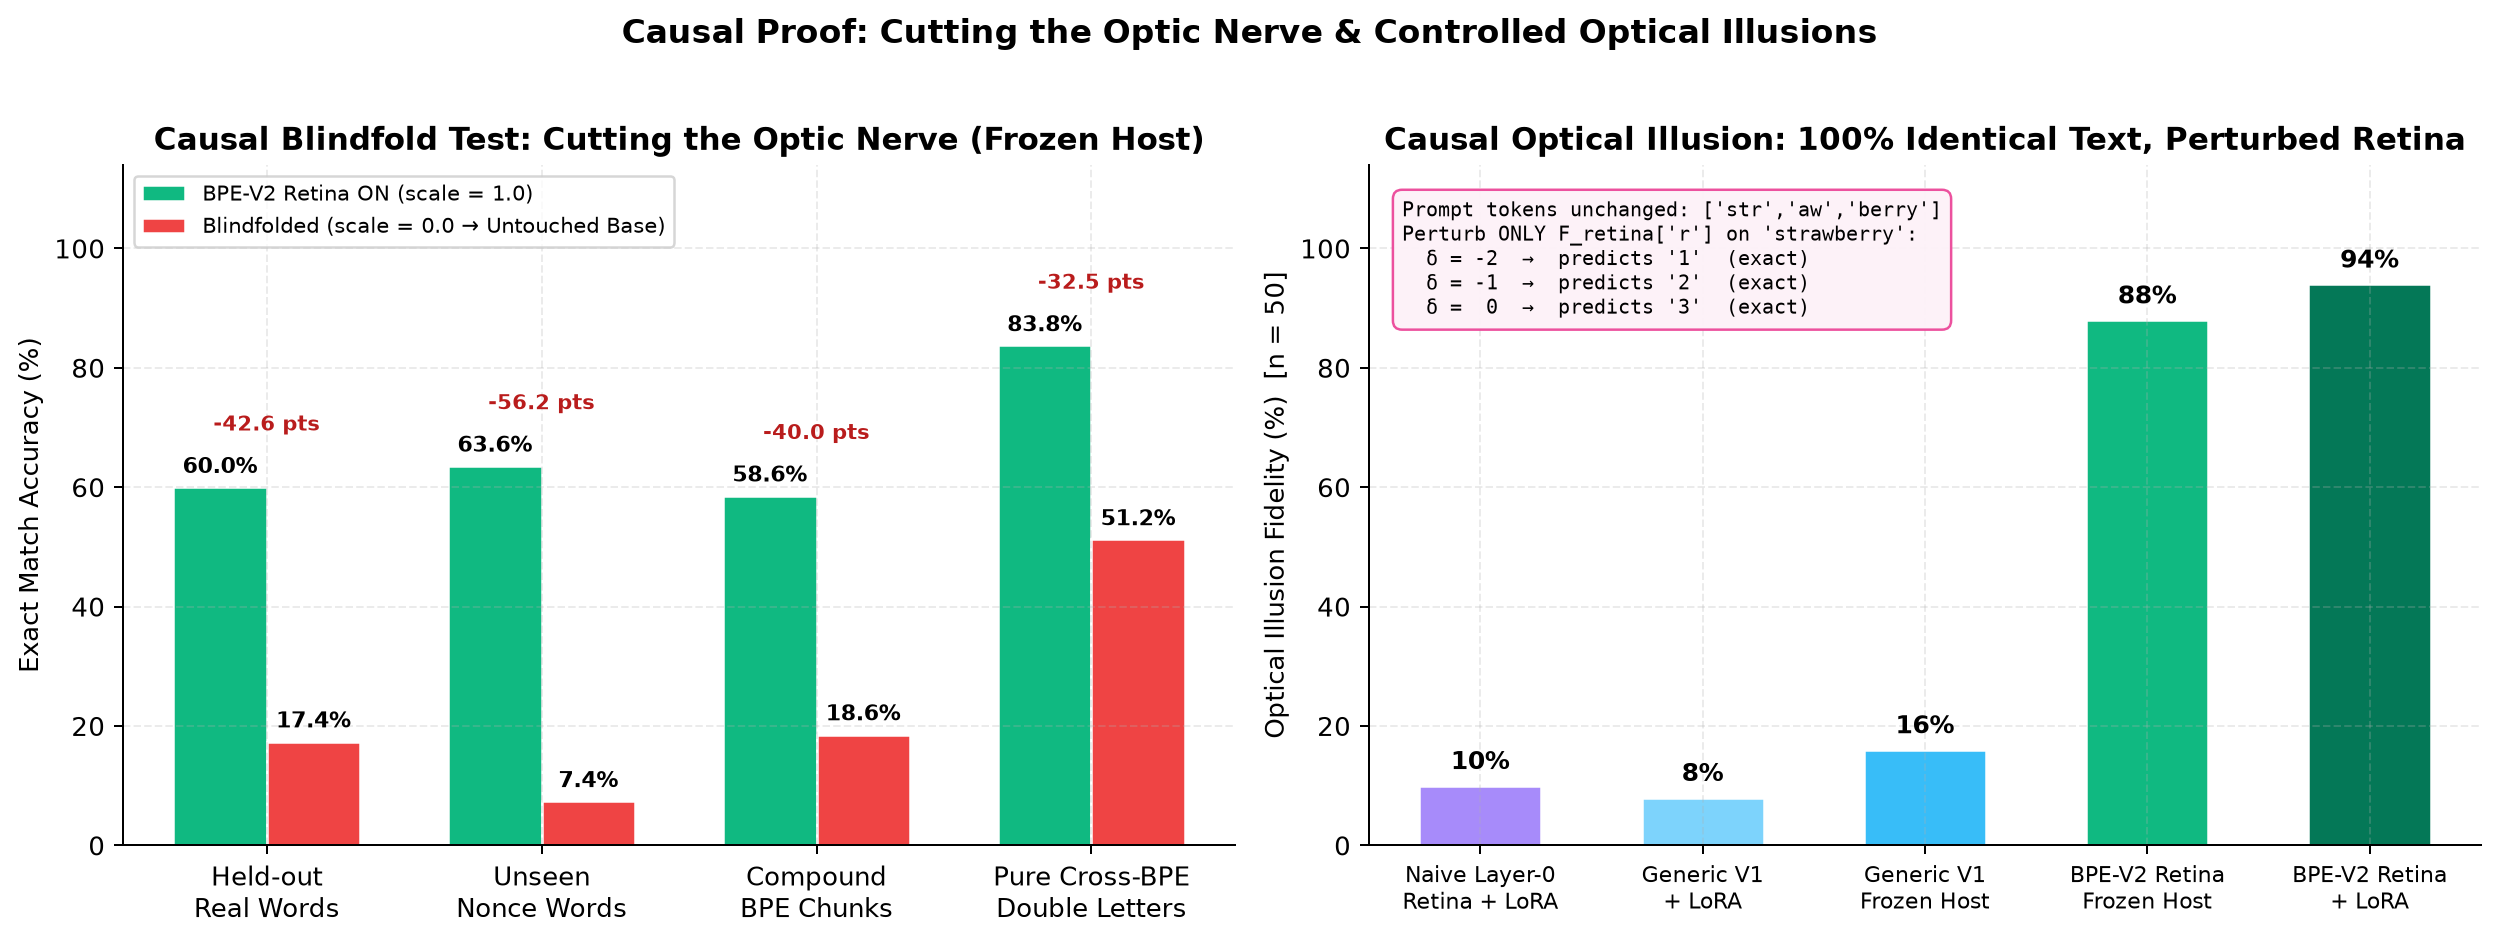 Causal Proof: Cutting the Optic Nerve & Controlled Optical Illusions
Causal Blindfold Test: Cutting the Optic Nerve (Frozen Host)
BPE-V2 Retina ON (scale = 1.0)
Blindfolded (scale = 0.0 → Untouched Base)
Exact Match Accuracy (%)
100
80
60
40
20
0
-42.6 pts
60.0%
17.4%
-56.2 pts
63.6%
7.4%
-40.0 pts
58.6%
18.6%
-32.5 pts
83.8%
51.2%
Held-out
Real Words
Unseen
Nonce Words
Compound
BPE Chunks
Pure Cross-BPE
Double Letters
Causal Optical Illusion: 100% Identical Text, Perturbed Retina
Prompt tokens unchanged: ['str','aw','berry']
Perturb ONLY F_retina['r'] on 'strawberry':
δ = -2 → predicts '1' (exact)
δ = -1 → predicts '2' (exact)
δ = 0 → predicts '3' (exact)
Optical Illusion Fidelity (%) [n = 50]
100
80
60
40
20
0
10%
8%
16%
88%
94%
Naive Layer-0
Retina + LoRA
Generic V1
+ LoRA
Generic V1
Frozen Host
BPE-V2 Retina
Frozen Host
BPE-V2 Retina
+ LoRA